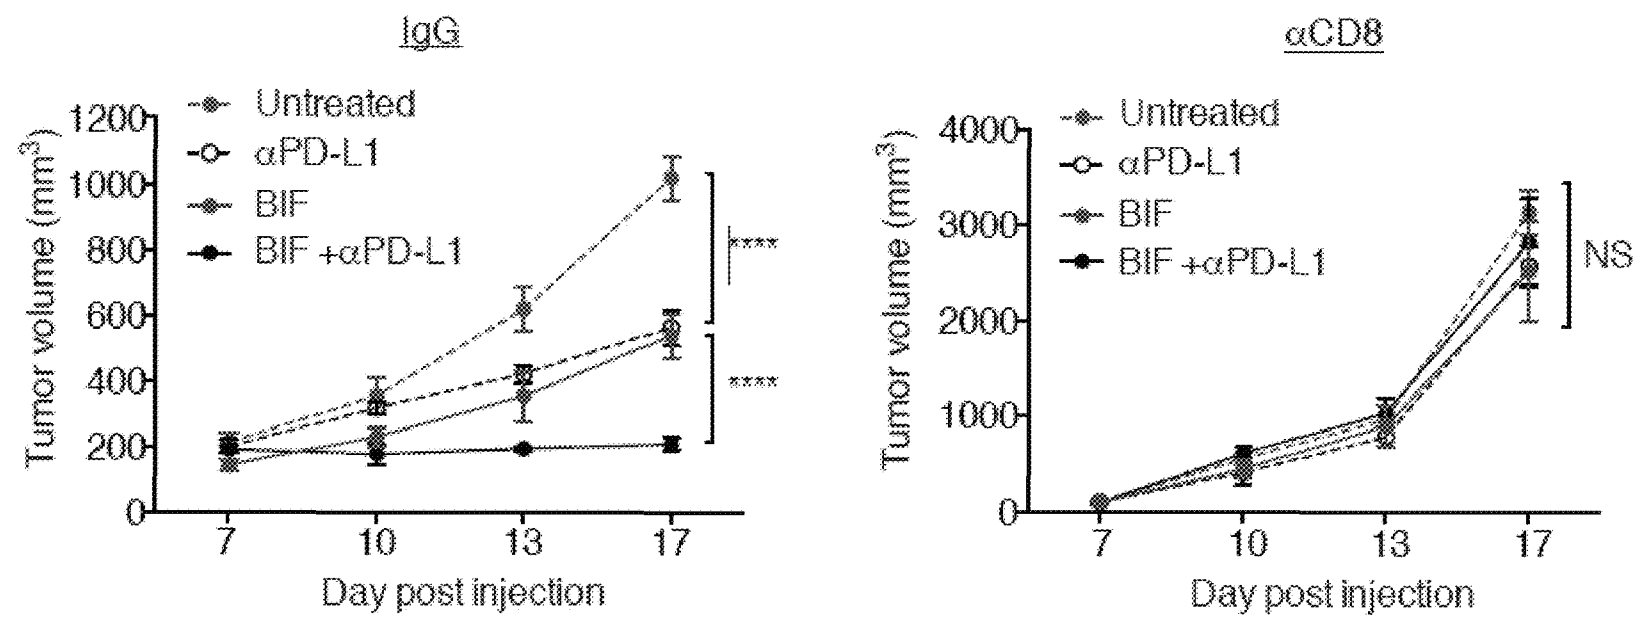 IgG
Untreated
αPD-L1
BIF
BIF +αPD-L1
1200
1000
800
600
400
200
0
Tumor volume (mm³)
****
****
7 10 13 17
Day post injection
αCD8
Untreated
αPD-L1
BIF
BIF +αPD-L1
4000
3000
2000
1000
0
Tumor volume (mm³)
NS
7 10 13 17
Day post injection